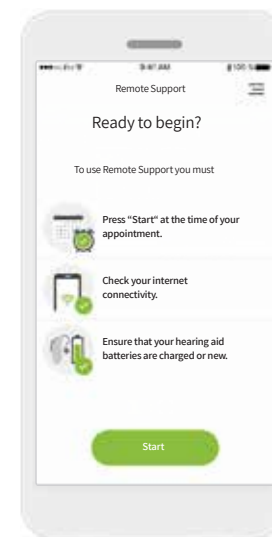 9:41 AM
Remote Support
Ready to begin?
To use Remote Support you must
Press "Start" at the time of your
appointment.
Check your internet
connectivity.
Ensure that your hearing aid
batteries are charged or new.
Start